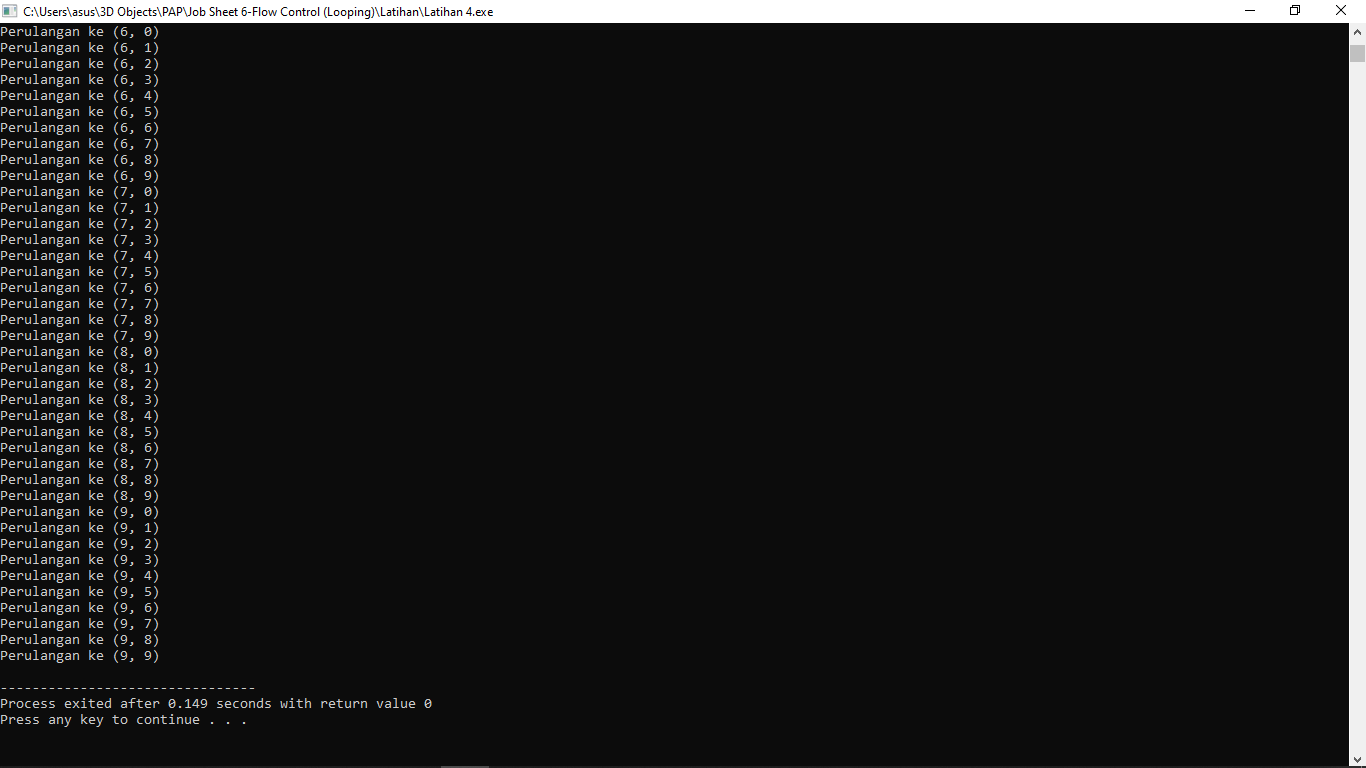 C:\Users\asus\3D Objects\PAP\Job Sheet 6-Flow Control (Looping)\Latihan\Latihan 4.exe
Perulangan ke (6, 0)
Perulangan ke (6, 1)
Perulangan ke (6, 2)
Perulangan ke (6, 3)
Perulangan ke (6, 4)
Perulangan ke (6, 5)
Perulangan ke (6, 6)
Perulangan ke (6, 7)
Perulangan ke (6, 8)
Perulangan ke (6, 9)
Perulangan ke (7, 0)
Perulangan ke (7, 1)
Perulangan ke (7, 2)
Perulangan ke (7, 3)
Perulangan ke (7, 4)
Perulangan ke (7, 5)
Perulangan ke (7, 6)
Perulangan ke (7, 7)
Perulangan ke (7, 8)
Perulangan ke (7, 9)
Perulangan ke (8, 0)
Perulangan ke (8, 1)
Perulangan ke (8, 2)
Perulangan ke (8, 3)
Perulangan ke (8, 4)
Perulangan ke (8, 5)
Perulangan ke (8, 6)
Perulangan ke (8, 7)
Perulangan ke (8, 8)
Perulangan ke (8, 9)
Perulangan ke (9, 0)
Perulangan ke (9, 1)
Perulangan ke (9, 2)
Perulangan ke (9, 3)
Perulangan ke (9, 4)
Perulangan ke (9, 5)
Perulangan ke (9, 6)
Perulangan ke (9, 7)
Perulangan ke (9, 8)
Perulangan ke (9, 9)
--------------------------------
Process exited after 0.149 seconds with return value 0
Press any key to continue . . .